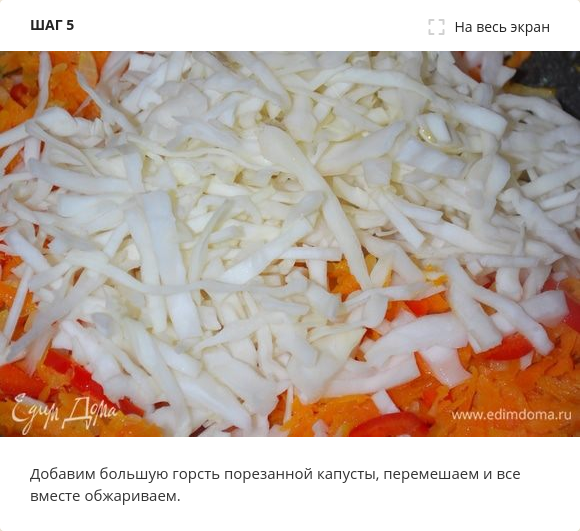 ШАГ 5
На весь экран
Едим Дома
www.edimdoma.ru
Добавим большую горсть порезанной капусты, перемешаем и все
вместе обжариваем.